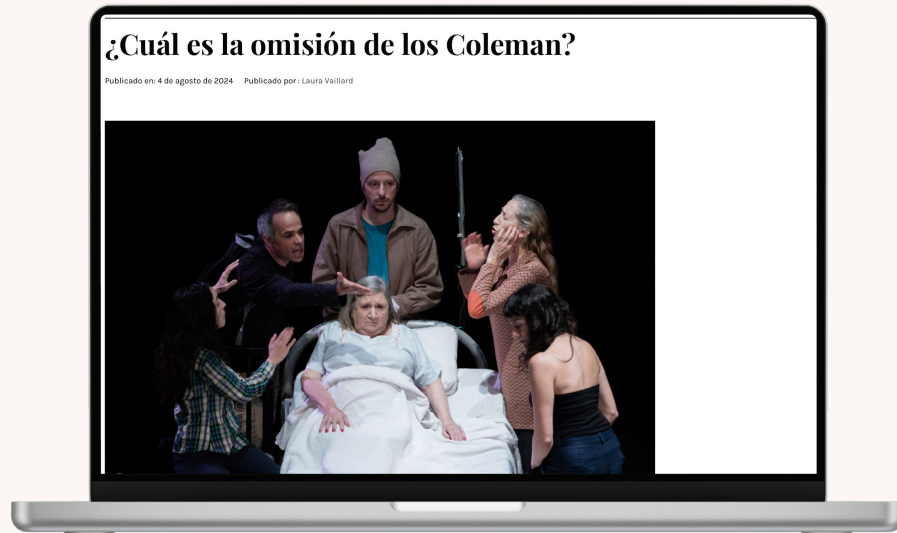 ¿Cuál es la omisión de los Coleman?
Publicado en: 4 de agosto de 2024 Publicado por : Laura Vaillard